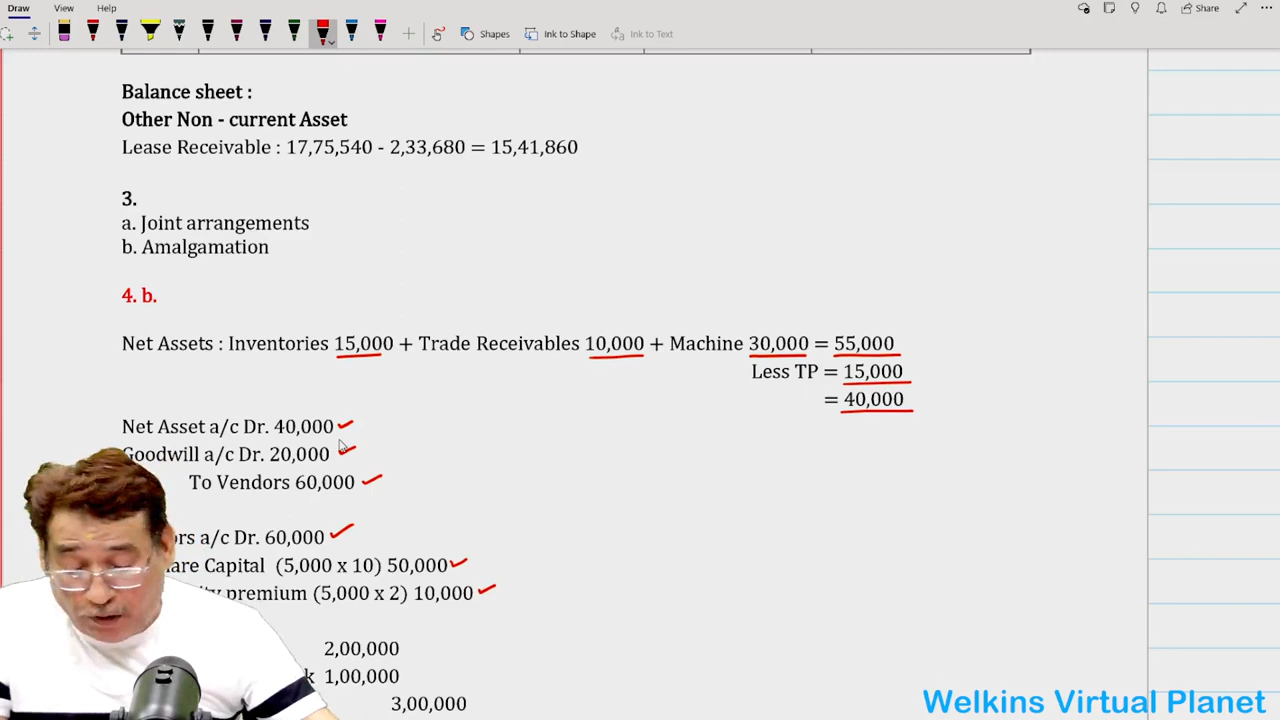 Draw View Help
Share
Shapes Ink to Shape Ink to Text
Balance sheet :
Other Non - current Asset
Lease Receivable : 17,75,540 - 2,33,680 = 15,41,860
3.
a. Joint arrangements
b. Amalgamation
4. b.
Net Assets : Inventories 15,000 + Trade Receivables 10,000 + Machine 30,000 = 55,000
Less TP = 15,000
= 40,000
Net Asset a/c Dr. 40,000
Goodwill a/c Dr. 20,000
To Vendors 60,000
a/c Dr. 60,000
Capital (5,000 x 10) 50,000
premium (5,000 x 2) 10,000
2,00,000
1,00,000
3,00,000
Welkins Virtual Planet